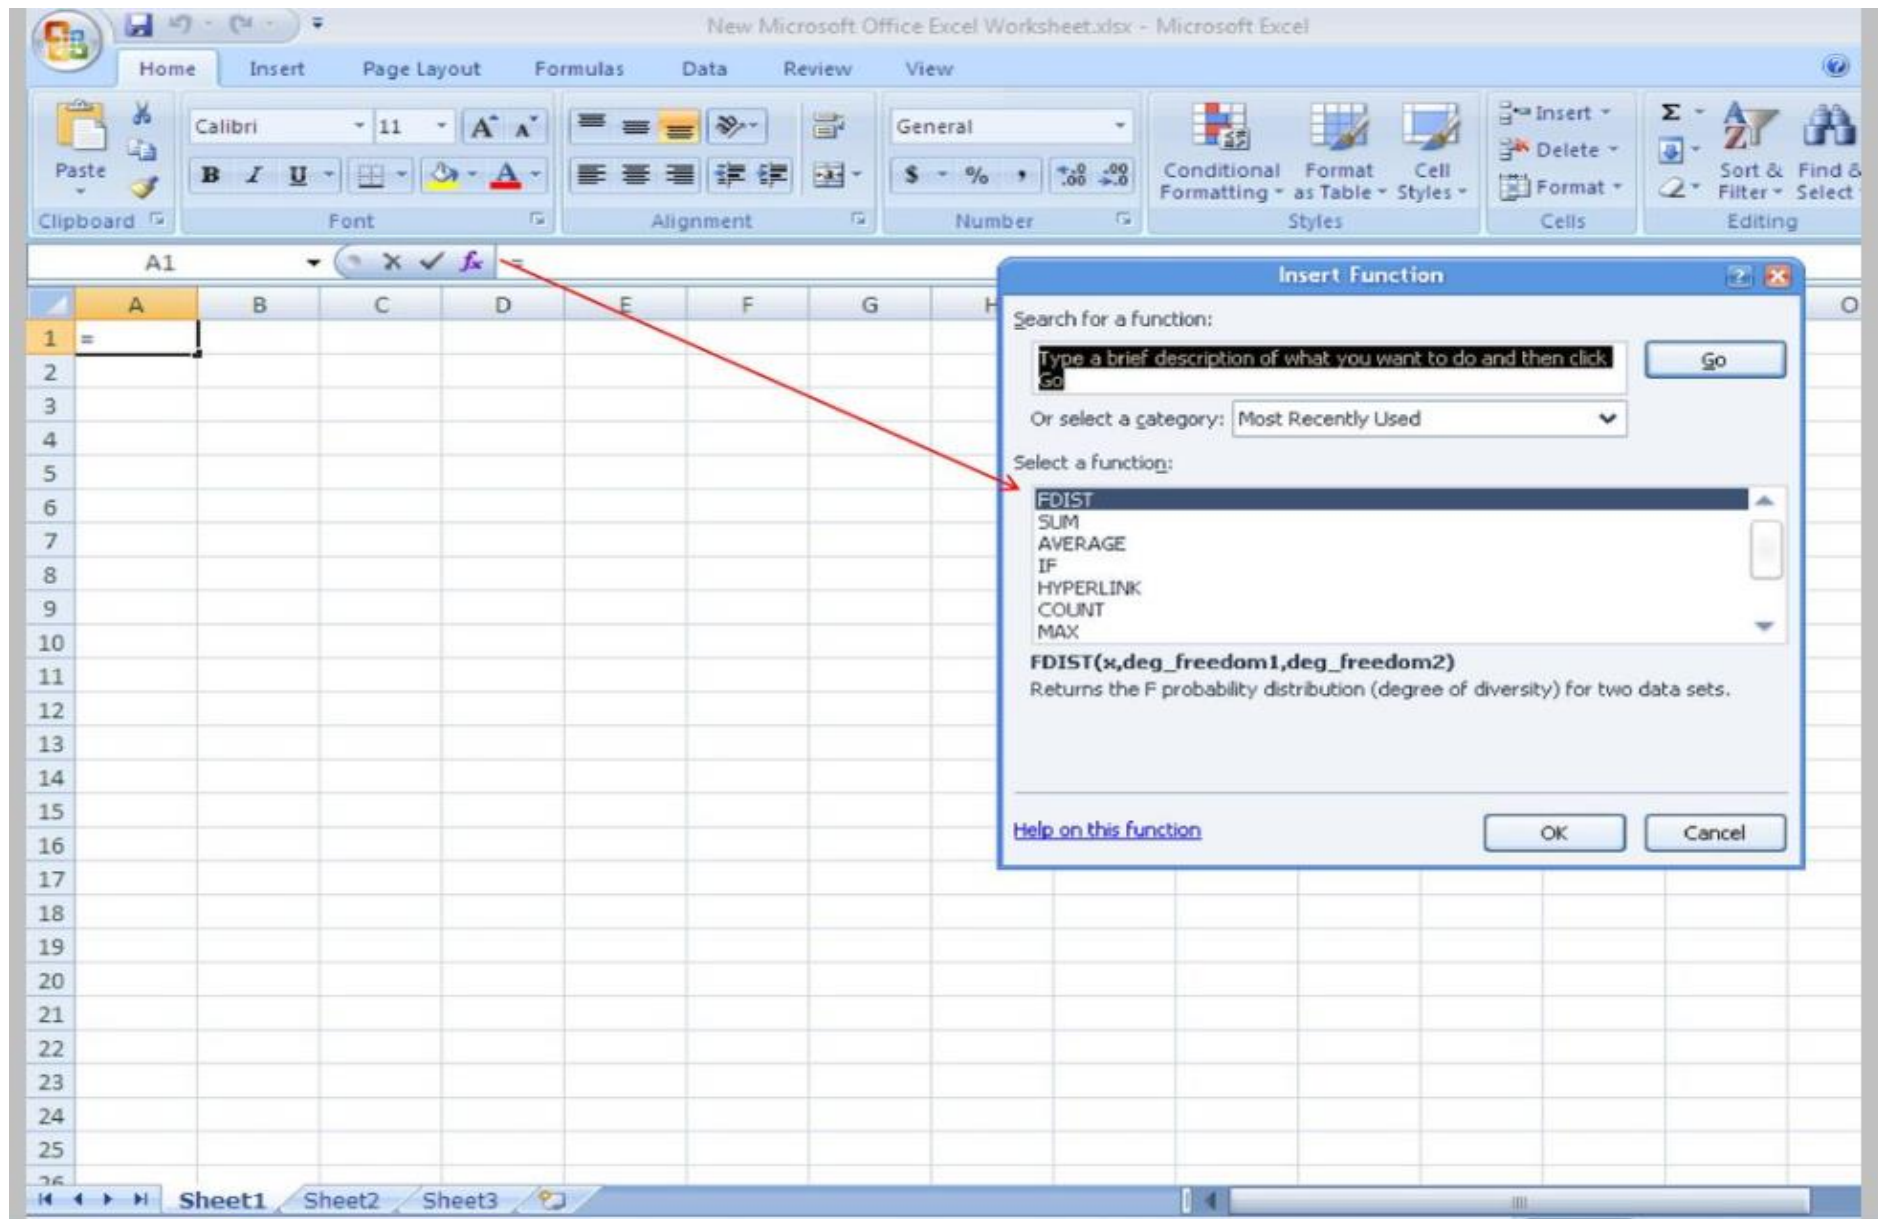 New Microsoft Office Excel Worksheet.xlsx - Microsoft Excel
Home Insert Page Layout Formulas Data Review View
Calibri 11 A A General Insert Σ
Paste Delete
B I U A $ % , .0 .00 .00 .0 Conditional Formatting Format as Table Cell Styles Format Sort & Filter Find & Select
Clipboard Font Alignment Number Styles Cells Editing
A1 fx =
A B C D E F G H O
1 =
2
3
4
5
6
7
8
9
10
11
12
13
14
15
16
17
18
19
20
21
22
23
24
25
26
Insert Function
Search for a function:
Type a brief description of what you want to do and then click
Go
Go
Or select a category: Most Recently Used
Select a function:
FDIST
SUM
AVERAGE
IF
HYPERLINK
COUNT
MAX
FDIST(x,deg_freedom1,deg_freedom2)
Returns the F probability distribution (degree of diversity) for two data sets.
Help on this function OK Cancel
Sheet1 Sheet2 Sheet3